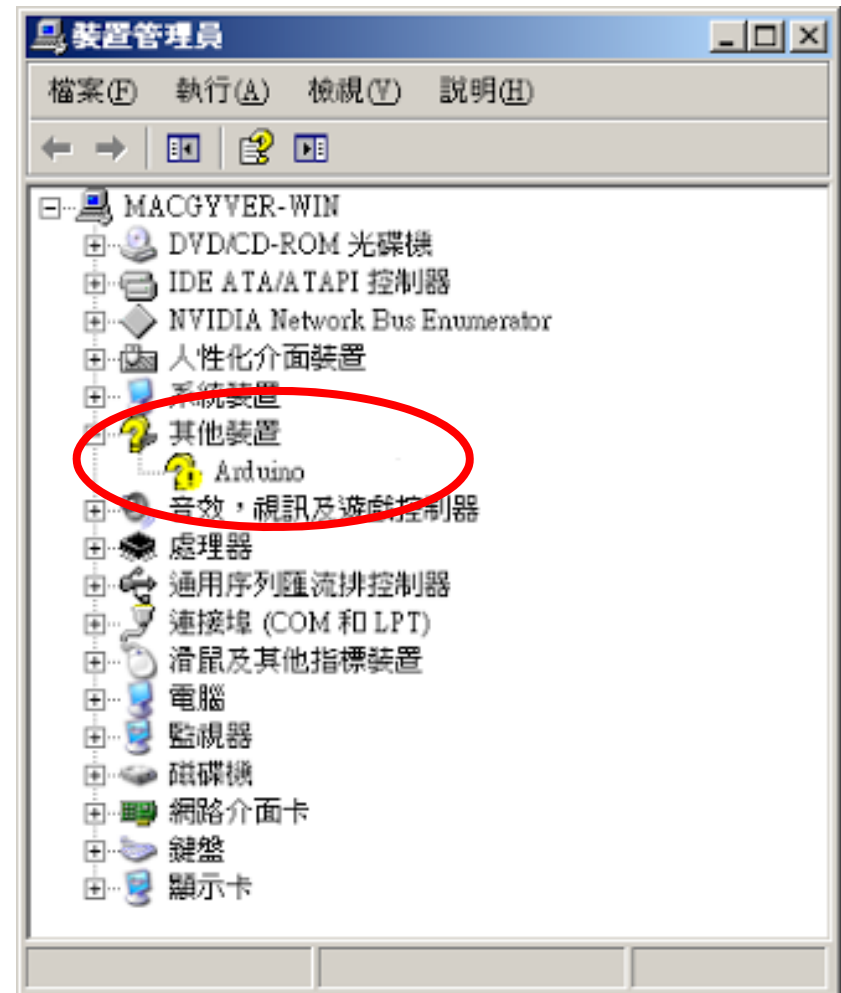 裝置管理員
檔案(F) 執行(A) 檢視(V) 說明(H)
MACGYVER-WIN
DVD/CD-ROM 光碟機
IDE ATA/ATAPI 控制器
NVIDIA Network Bus Enumerator
人性化介面裝置
系統裝置
其他裝置
Arduino
音效，視訊及遊戲控制器
處理器
通用序列匯流排控制器
連接埠 (COM 和 LPT)
滑鼠及其他指標裝置
電腦
監視器
磁碟機
網路介面卡
鍵盤
顯示卡